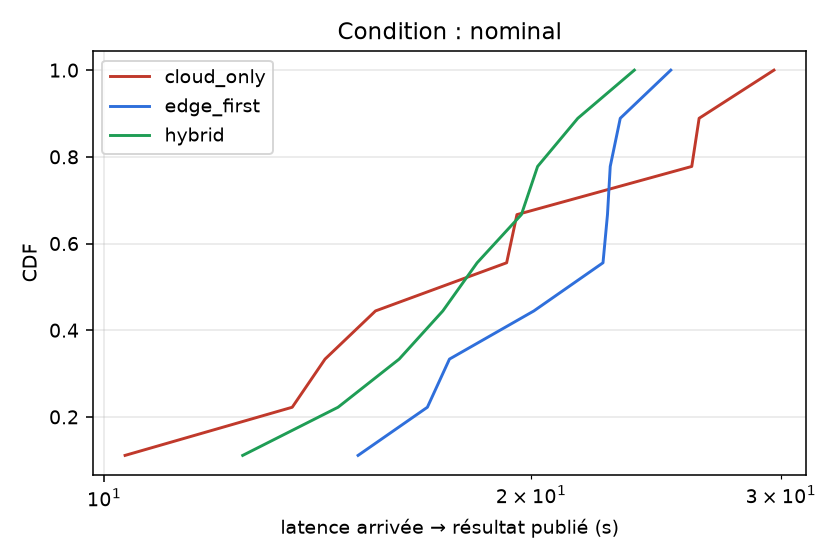 Condition : nominal
cloud_only
edge_first
hybrid
CDF
1.0
0.8
0.6
0.4
0.2
10¹
2 × 10¹
3 × 10¹
latence arrivée → résultat publié (s)